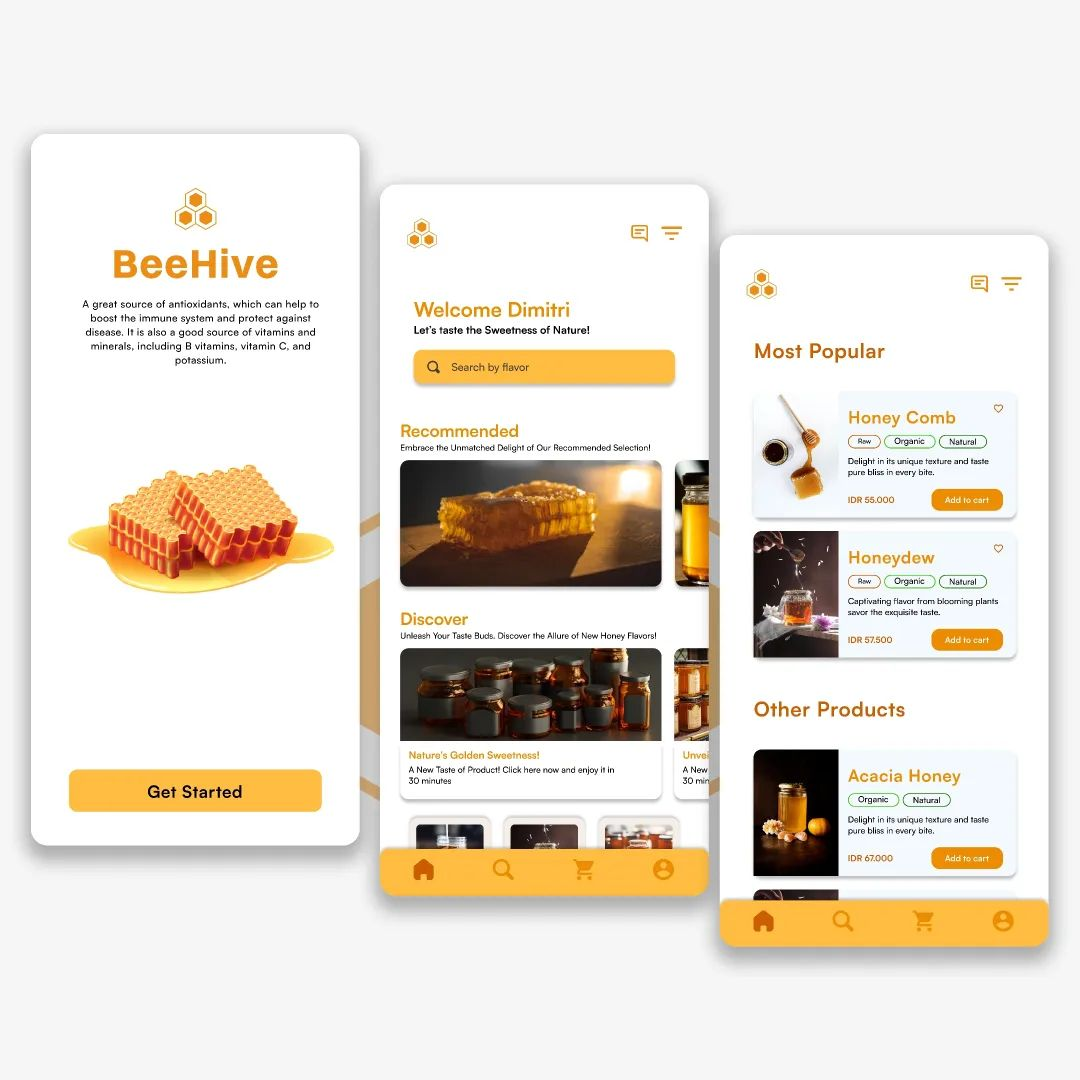 BeeHive
A great source of antioxidants, which can help to
boost the immune system and protect against
disease. It is also a good source of vitamins and
minerals, including B vitamins, vitamin C, and
potassium.
Get Started
Welcome Dimitri
Let's taste the Sweetness of Nature!
Search by flavor
Recommended
Embrace the Unmatched Delight of Our Recommended Selection!
Discover
Unleash Your Taste Buds. Discover the Allure of New Honey Flavors!
Nature's Golden Sweetness!
A New Taste of Product! Click here now and enjoy it in
30 minutes
Unvei
A New
30 min
Most Popular
Honey Comb
Raw Organic Natural
Delight in its unique texture and taste
pure bliss in every bite.
IDR 55.000 Add to cart
Honeydew
Raw Organic Natural
Captivating flavor from blooming plants
savor the exquisite taste.
IDR 57.500 Add to cart
Other Products
Acacia Honey
Organic Natural
Delight in its unique texture and taste
pure bliss in every bite.
IDR 67.000 Add to cart